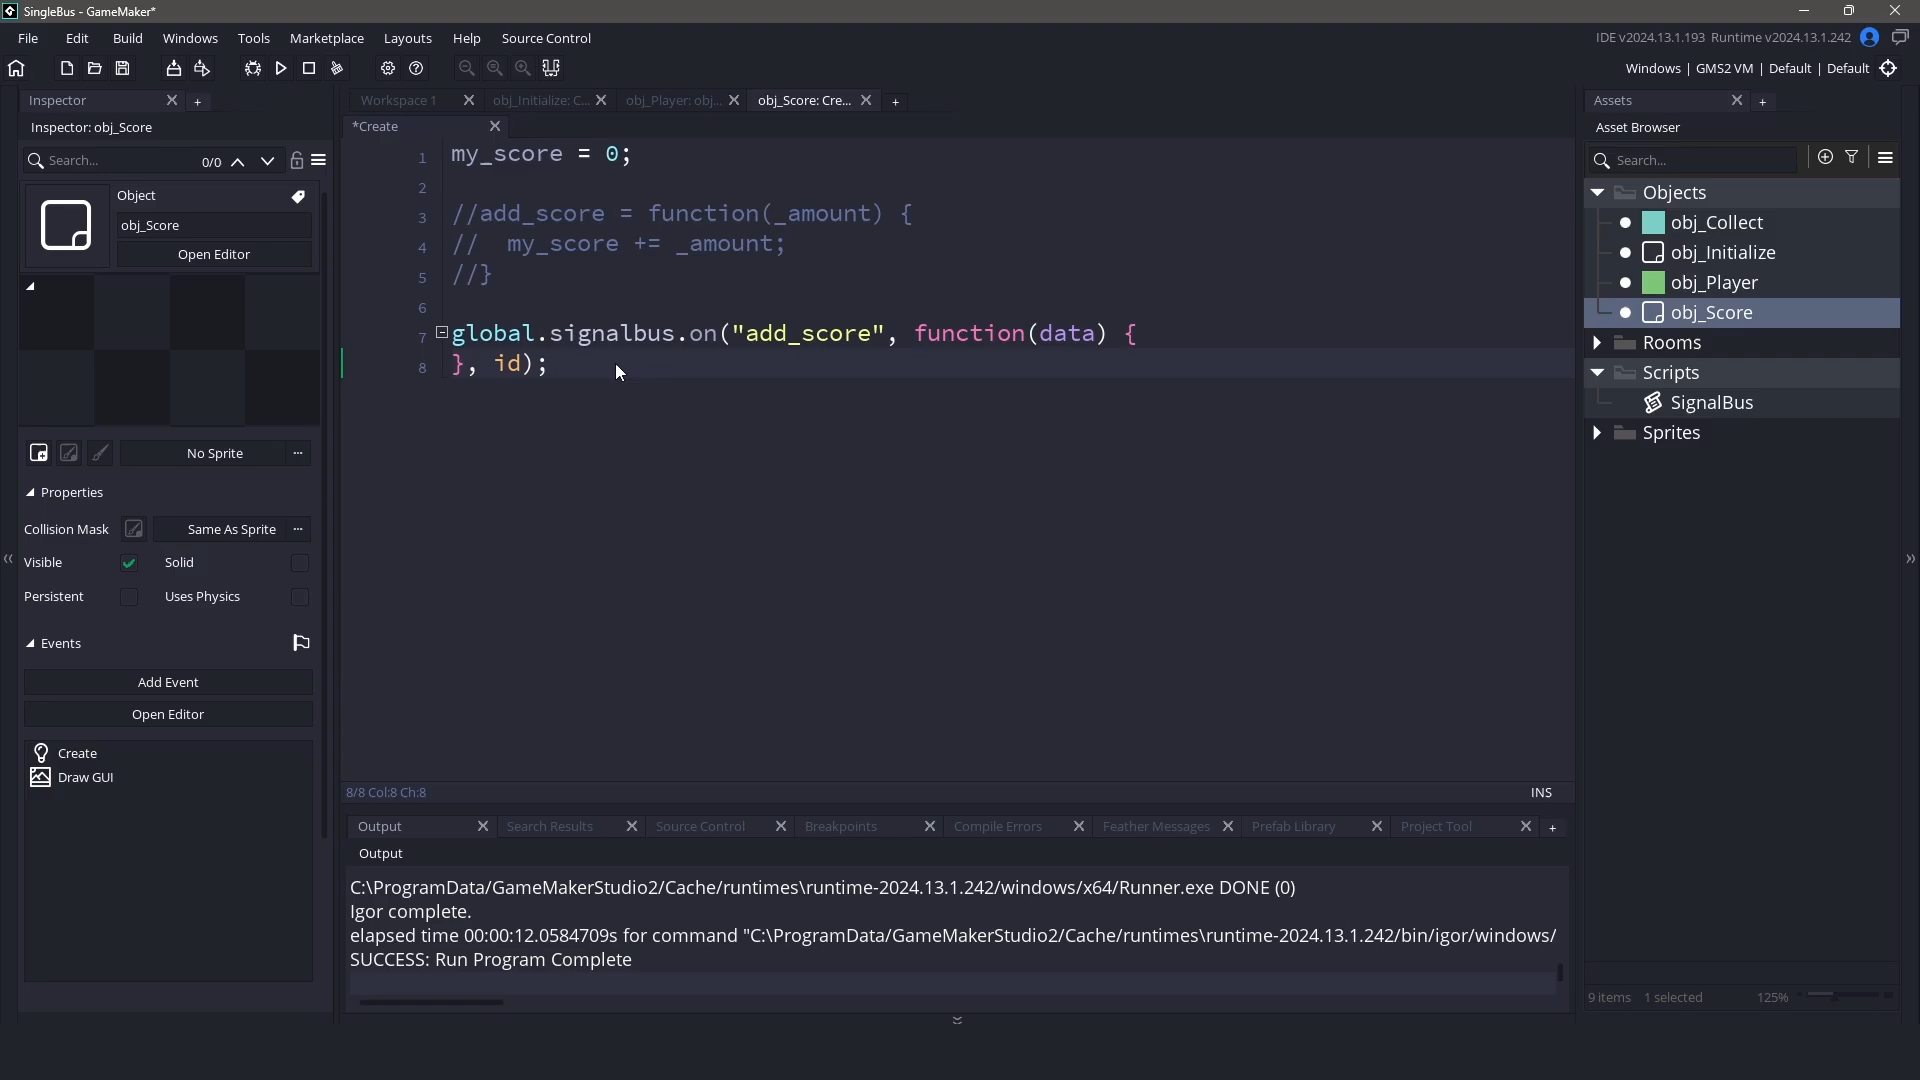 SingleBus - GameMaker*
File Edit Build Windows Tools Marketplace Layouts Help Source Control
IDE v2024.13.1.193 Runtime v2024.13.1.242
Windows | GMS2 VM | Default | Default
Inspector
Inspector: obj_Score
Search...
0/0
Object
obj_Score
Open Editor
No Sprite
Properties
Collision Mask
Same As Sprite
Visible
Solid
Persistent
Uses Physics
Events
Add Event
Open Editor
Create
Draw GUI
Workspace 1
obj_Initialize: C...
obj_Player: obj...
obj_Score: Cre...
*Create
1 my_score = 0;
2
3 //add_score = function(_amount) {
4 // my_score += _amount;
5 //}
6
7 global.signalbus.on("add_score", function(data) {
8 }, id);
8/8 Col:8 Ch:8
INS
Output
Search Results
Source Control
Breakpoints
Compile Errors
Feather Messages
Prefab Library
Project Tool
Output
C:\ProgramData/GameMakerStudio2/Cache/runtimes\runtime-2024.13.1.242/windows/x64/Runner.exe DONE (0)
Igor complete.
elapsed time 00:00:12.0584709s for command "C:\ProgramData/GameMakerStudio2/Cache/runtimes\runtime-2024.13.1.242/bin/igor/windows/
SUCCESS: Run Program Complete
Assets
Asset Browser
Search...
Objects
obj_Collect
obj_Initialize
obj_Player
obj_Score
Rooms
Scripts
SignalBus
Sprites
9 items 1 selected 125%